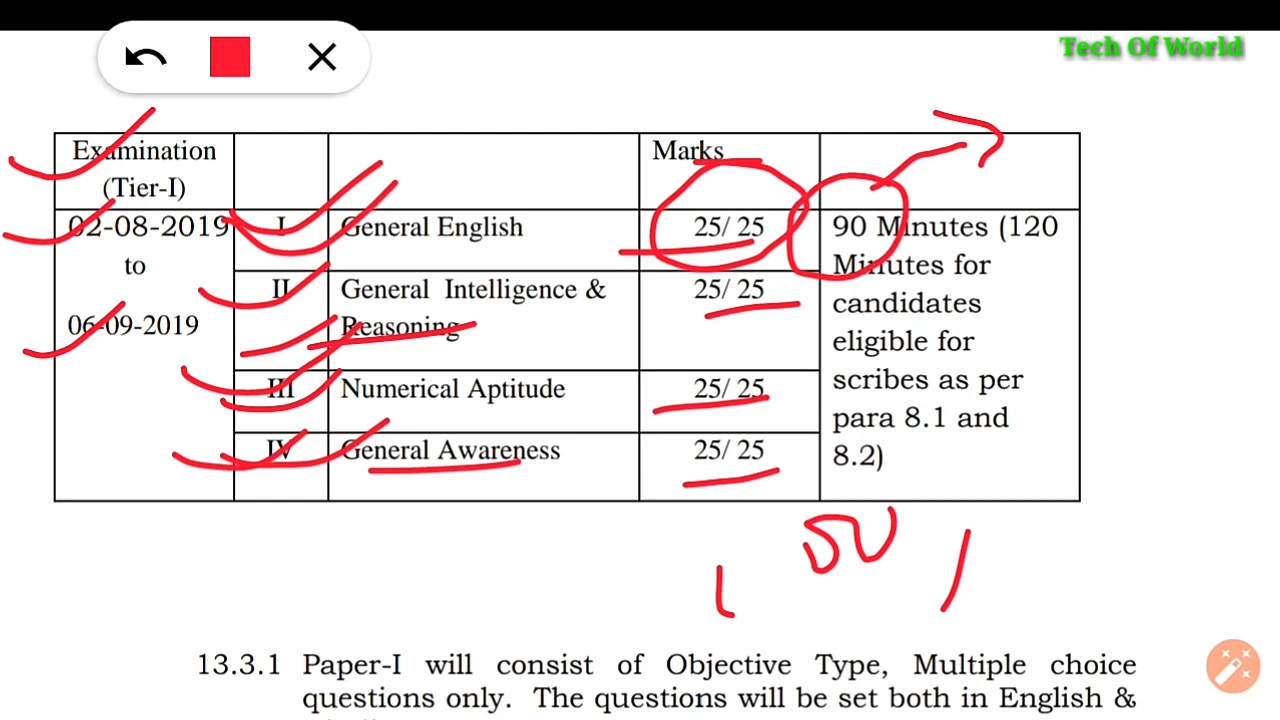 Tech Of World
Examination
(Tier-I)
Marks
02-08-2019
to
06-09-2019
I
General English
25/ 25
II
General Intelligence &
Reasoning
25/ 25
III
Numerical Aptitude
25/ 25
IV
General Awareness
25/ 25
90 Minutes (120
Minutes for
candidates
eligible for
scribes as per
para 8.1 and
8.2)
13.3.1 Paper-I will consist of Objective Type, Multiple choice
questions only. The questions will be set both in English &